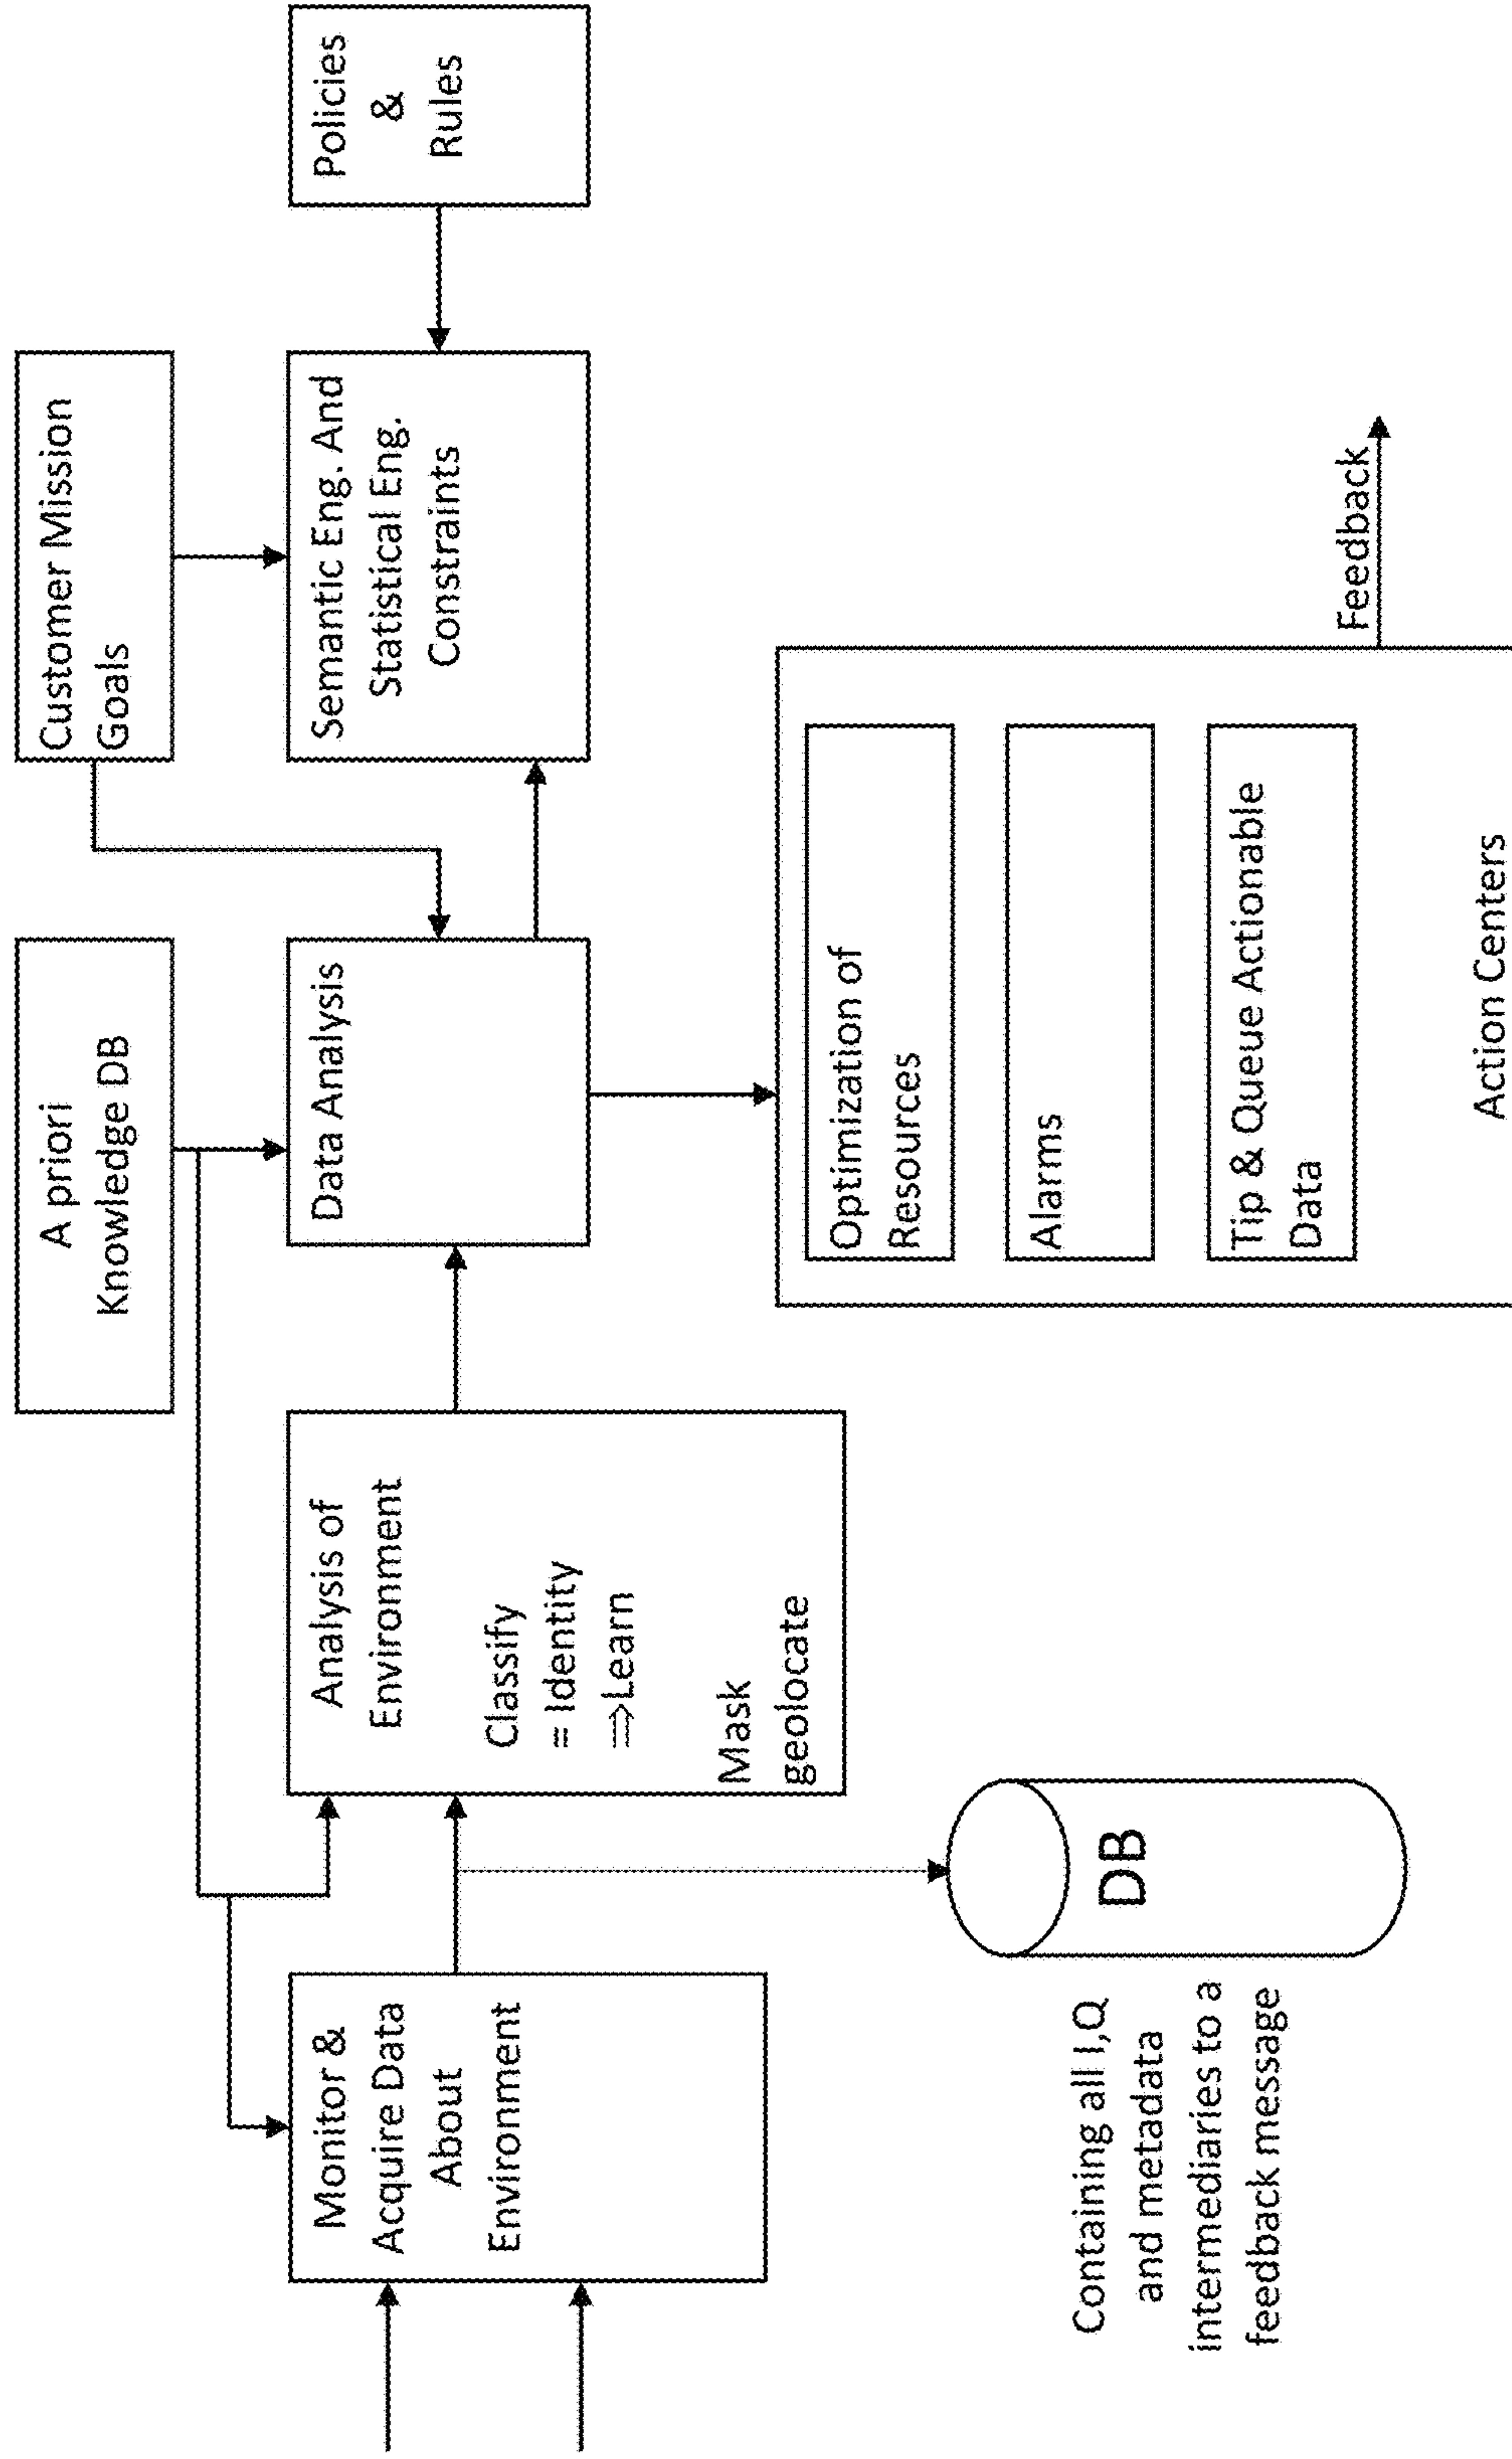 A priori
Knowledge DB
Customer Mission
Goals
Monitor &
Acquire Data
About
Environment
Analysis of
Environment
Classify
= Identity
⇒Learn
Mask
geolocate
Data Analysis
Semantic Eng. And
Statistical Eng.
Constraints
Policies
&
Rules
DB
Containing all I,Q
and metadata
intermediaries to a
feedback message
Optimization of
Resources
Alarms
Tip & Queue Actionable
Data
Action Centers
Feedback